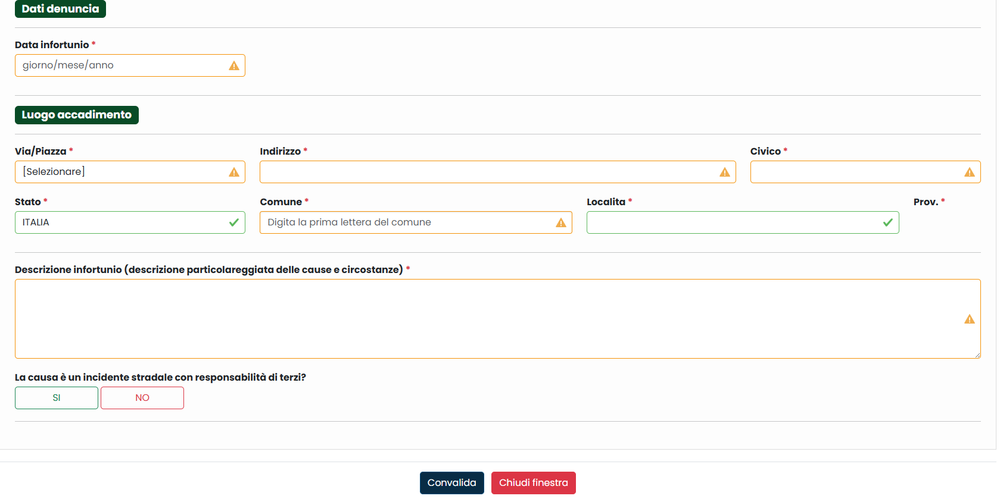 Dati denuncia
Data infortunio *
giorno/mese/anno
Luogo accadimento
Via/Piazza * Indirizzo * Civico *
[Selezionare]
Stato * Comune * Localita * Prov. *
ITALIA Digita la prima lettera del comune
Descrizione infortunio (descrizione particolareggiata delle cause e circostanze) *
La causa è un incidente stradale con responsabilità di terzi?
SI NO
Convalida Chiudi finestra